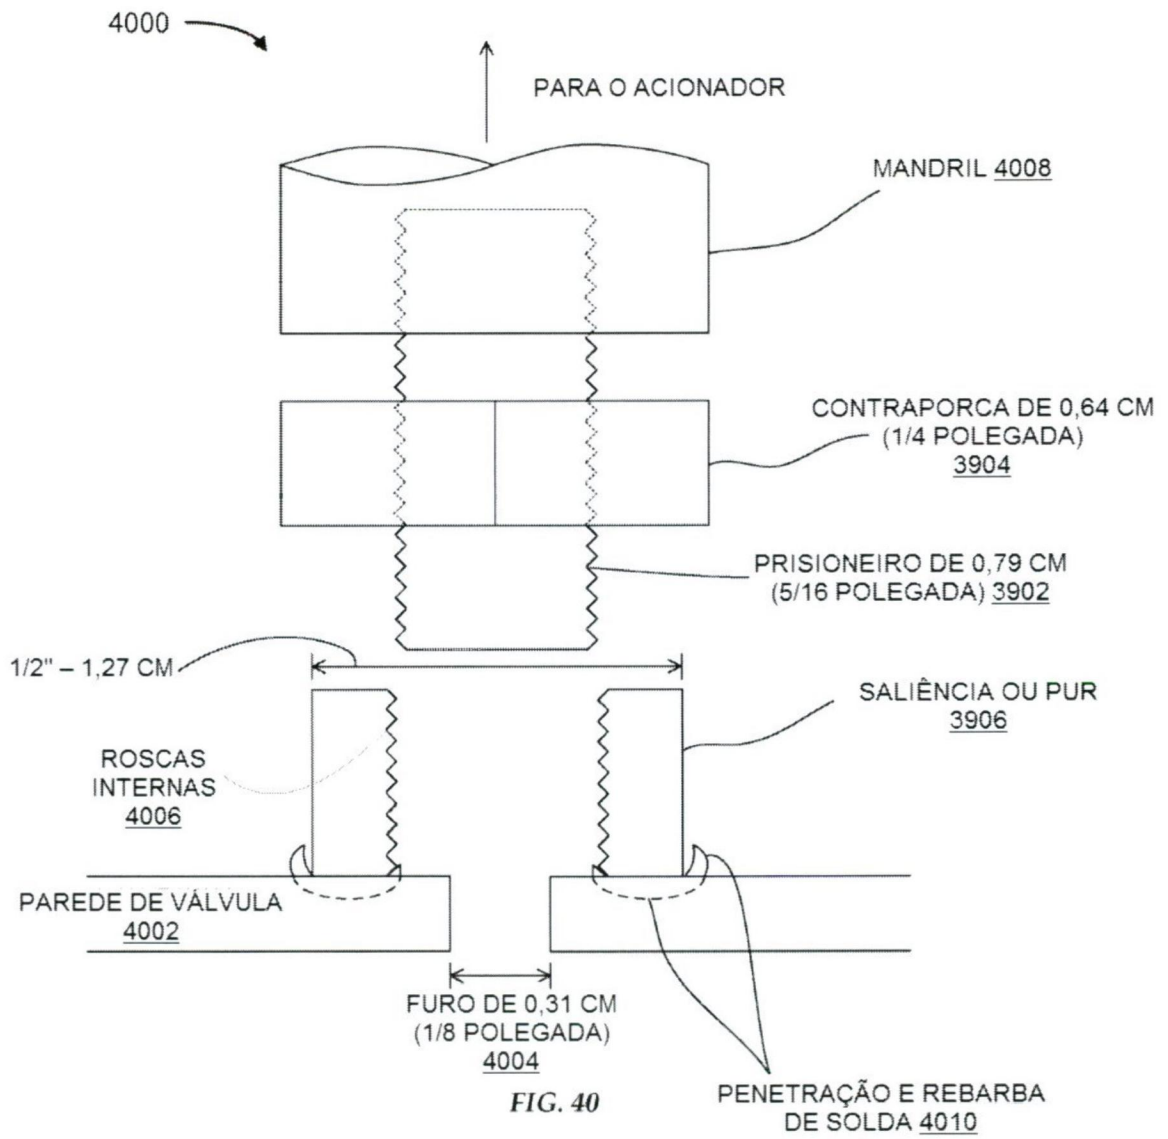 4000
PARA O ACIONADOR
MANDRIL 4008
CONTRAPORCA DE 0,64 CM
(1/4 POLEGADA)
3904
PRISIONEIRO DE 0,79 CM
(5/16 POLEGADA) 3902
1/2" – 1,27 CM
SALIÊNCIA OU PUR
3906
ROSCAS
INTERNAS
4006
PAREDE DE VÁLVULA
4002
FURO DE 0,31 CM
(1/8 POLEGADA)
4004
FIG. 40
PENETRAÇÃO E REBARBA
DE SOLDA 4010